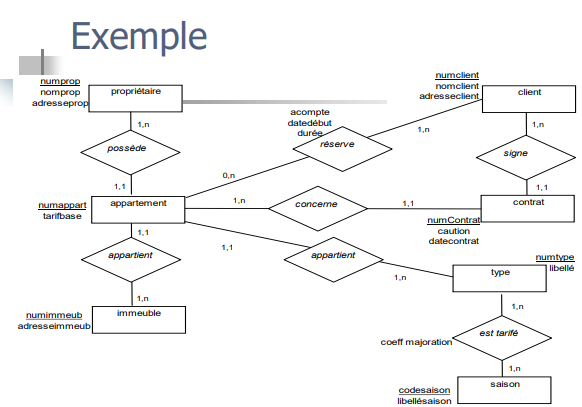 Exemple
numprop
nomprop
adresseprop
propriétaire
1,n
possède
1,1
numappart
tarifbase
appartement
1,1
appartient
1,n
numimmeub
adresseimmeub
immeuble
acompte
datedébut
durée
réserve
0,n
1,n
numclient
nomclient
adresseclient
client
1,n
signe
1,1
contrat
numContrat
caution
datecontrat
1,n
concerne
1,1
1,1
appartient
1,n
numtype
libellé
type
1,n
coeff majoration
est tarifé
1,n
codesaison
libellésaison
saison